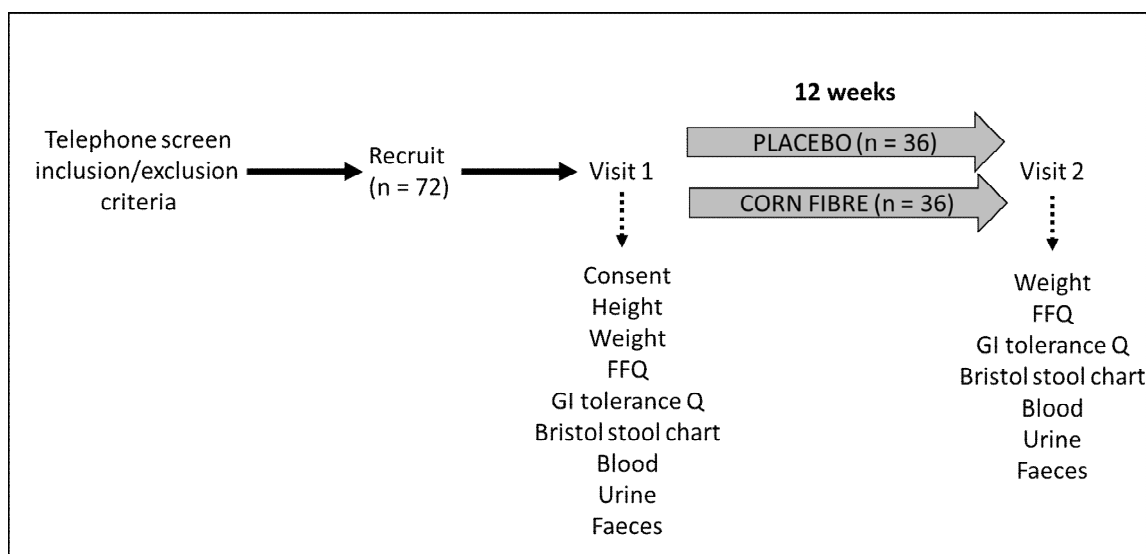 Telephone screen
inclusion/exclusion
criteria
Recruit
(n = 72)
Visit 1
12 weeks
PLACEBO (n = 36)
CORN FIBRE (n = 36)
Visit 2
Consent
Height
Weight
FFQ
GI tolerance Q
Bristol stool chart
Blood
Urine
Faeces
Weight
FFQ
GI tolerance Q
Bristol stool chart
Blood
Urine
Faeces